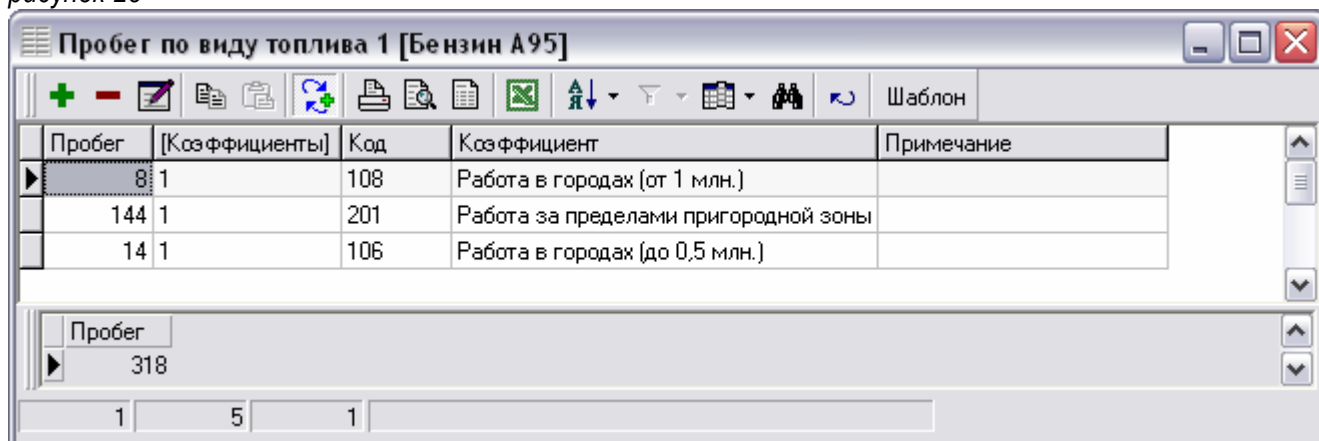 рисунок 26
Пробег по виду топлива 1 [Бензин А95]
Шаблон
Пробег [Коэффициенты] Код Коэффициент Примечание
8 1 108 Работа в городах (от 1 млн.)
144 1 201 Работа за пределами пригородной зоны
14 1 106 Работа в городах (до 0,5 млн.)
Пробег
318
1 5 1